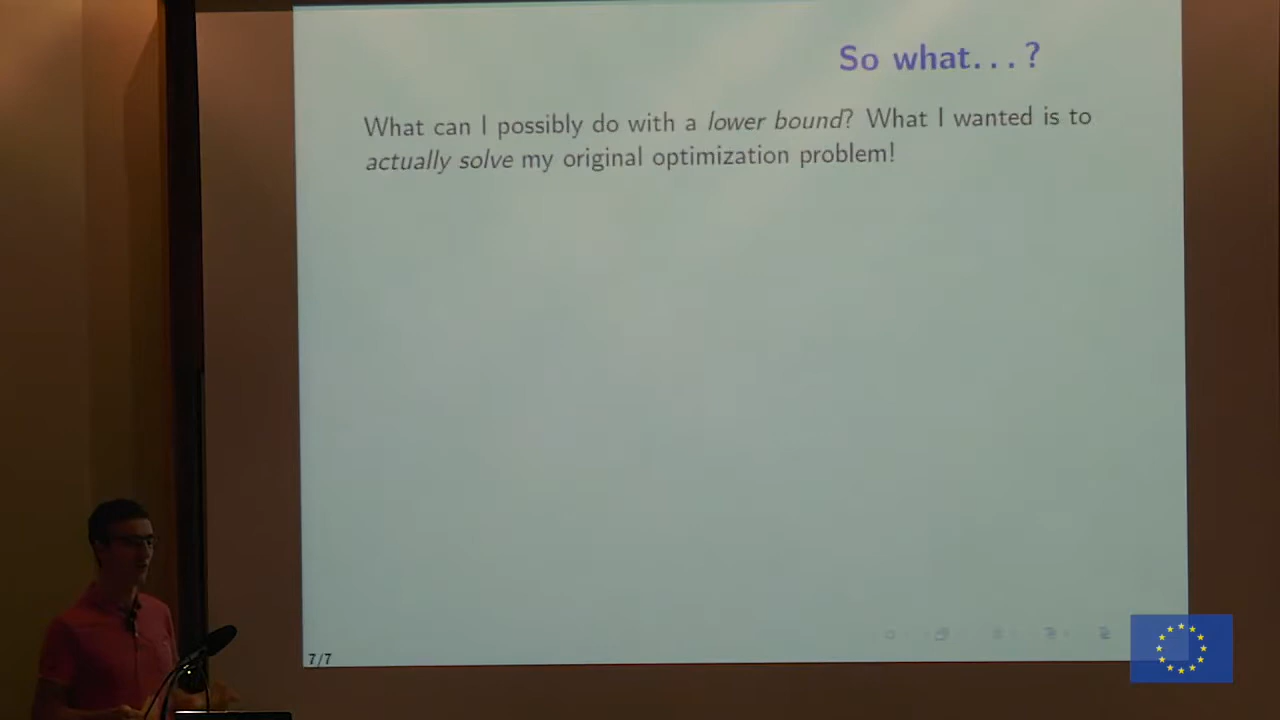 So what...?
What can I possibly do with a lower bound? What I wanted is to
actually solve my original optimization problem!
7/7